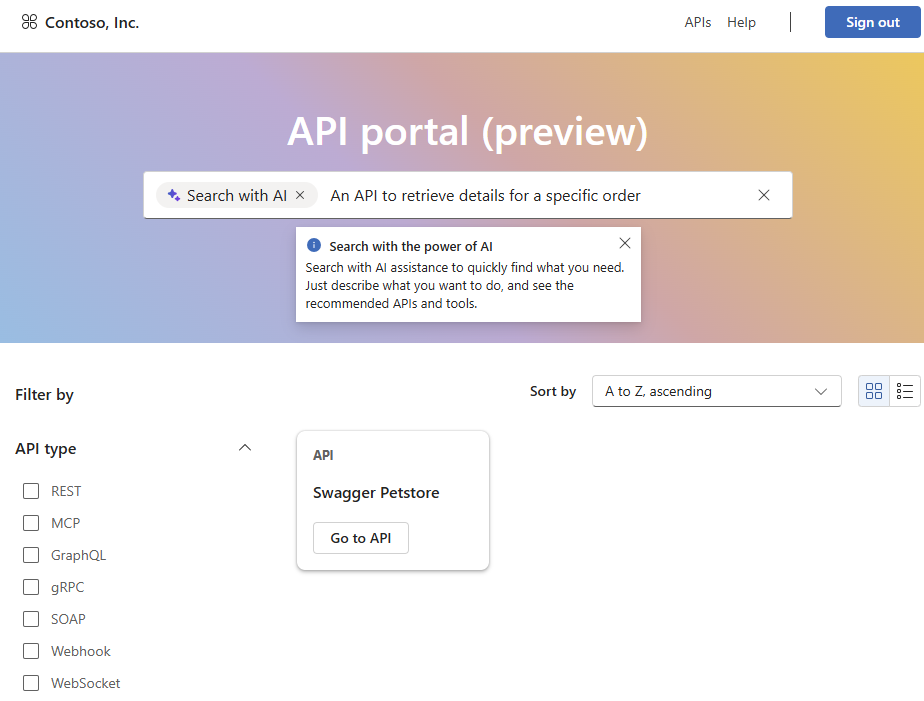 Contoso, Inc.
APIs Help
Sign out
API portal (preview)
Search with AI An API to retrieve details for a specific order
Search with the power of AI
Search with AI assistance to quickly find what you need.
Just describe what you want to do, and see the
recommended APIs and tools.
Filter by
Sort by
A to Z, ascending
API type
REST
MCP
GraphQL
gRPC
SOAP
Webhook
WebSocket
API
Swagger Petstore
Go to API